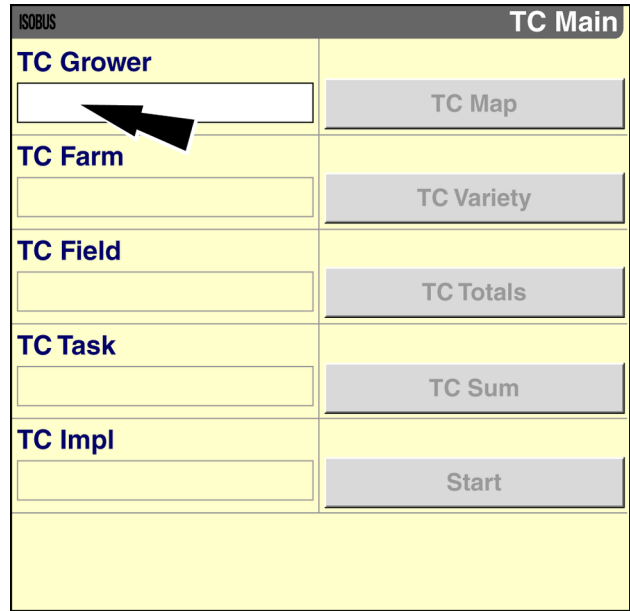 ISOBUS
TC Main
TC Grower
TC Map
TC Farm
TC Variety
TC Field
TC Totals
TC Task
TC Sum
TC Impl
Start